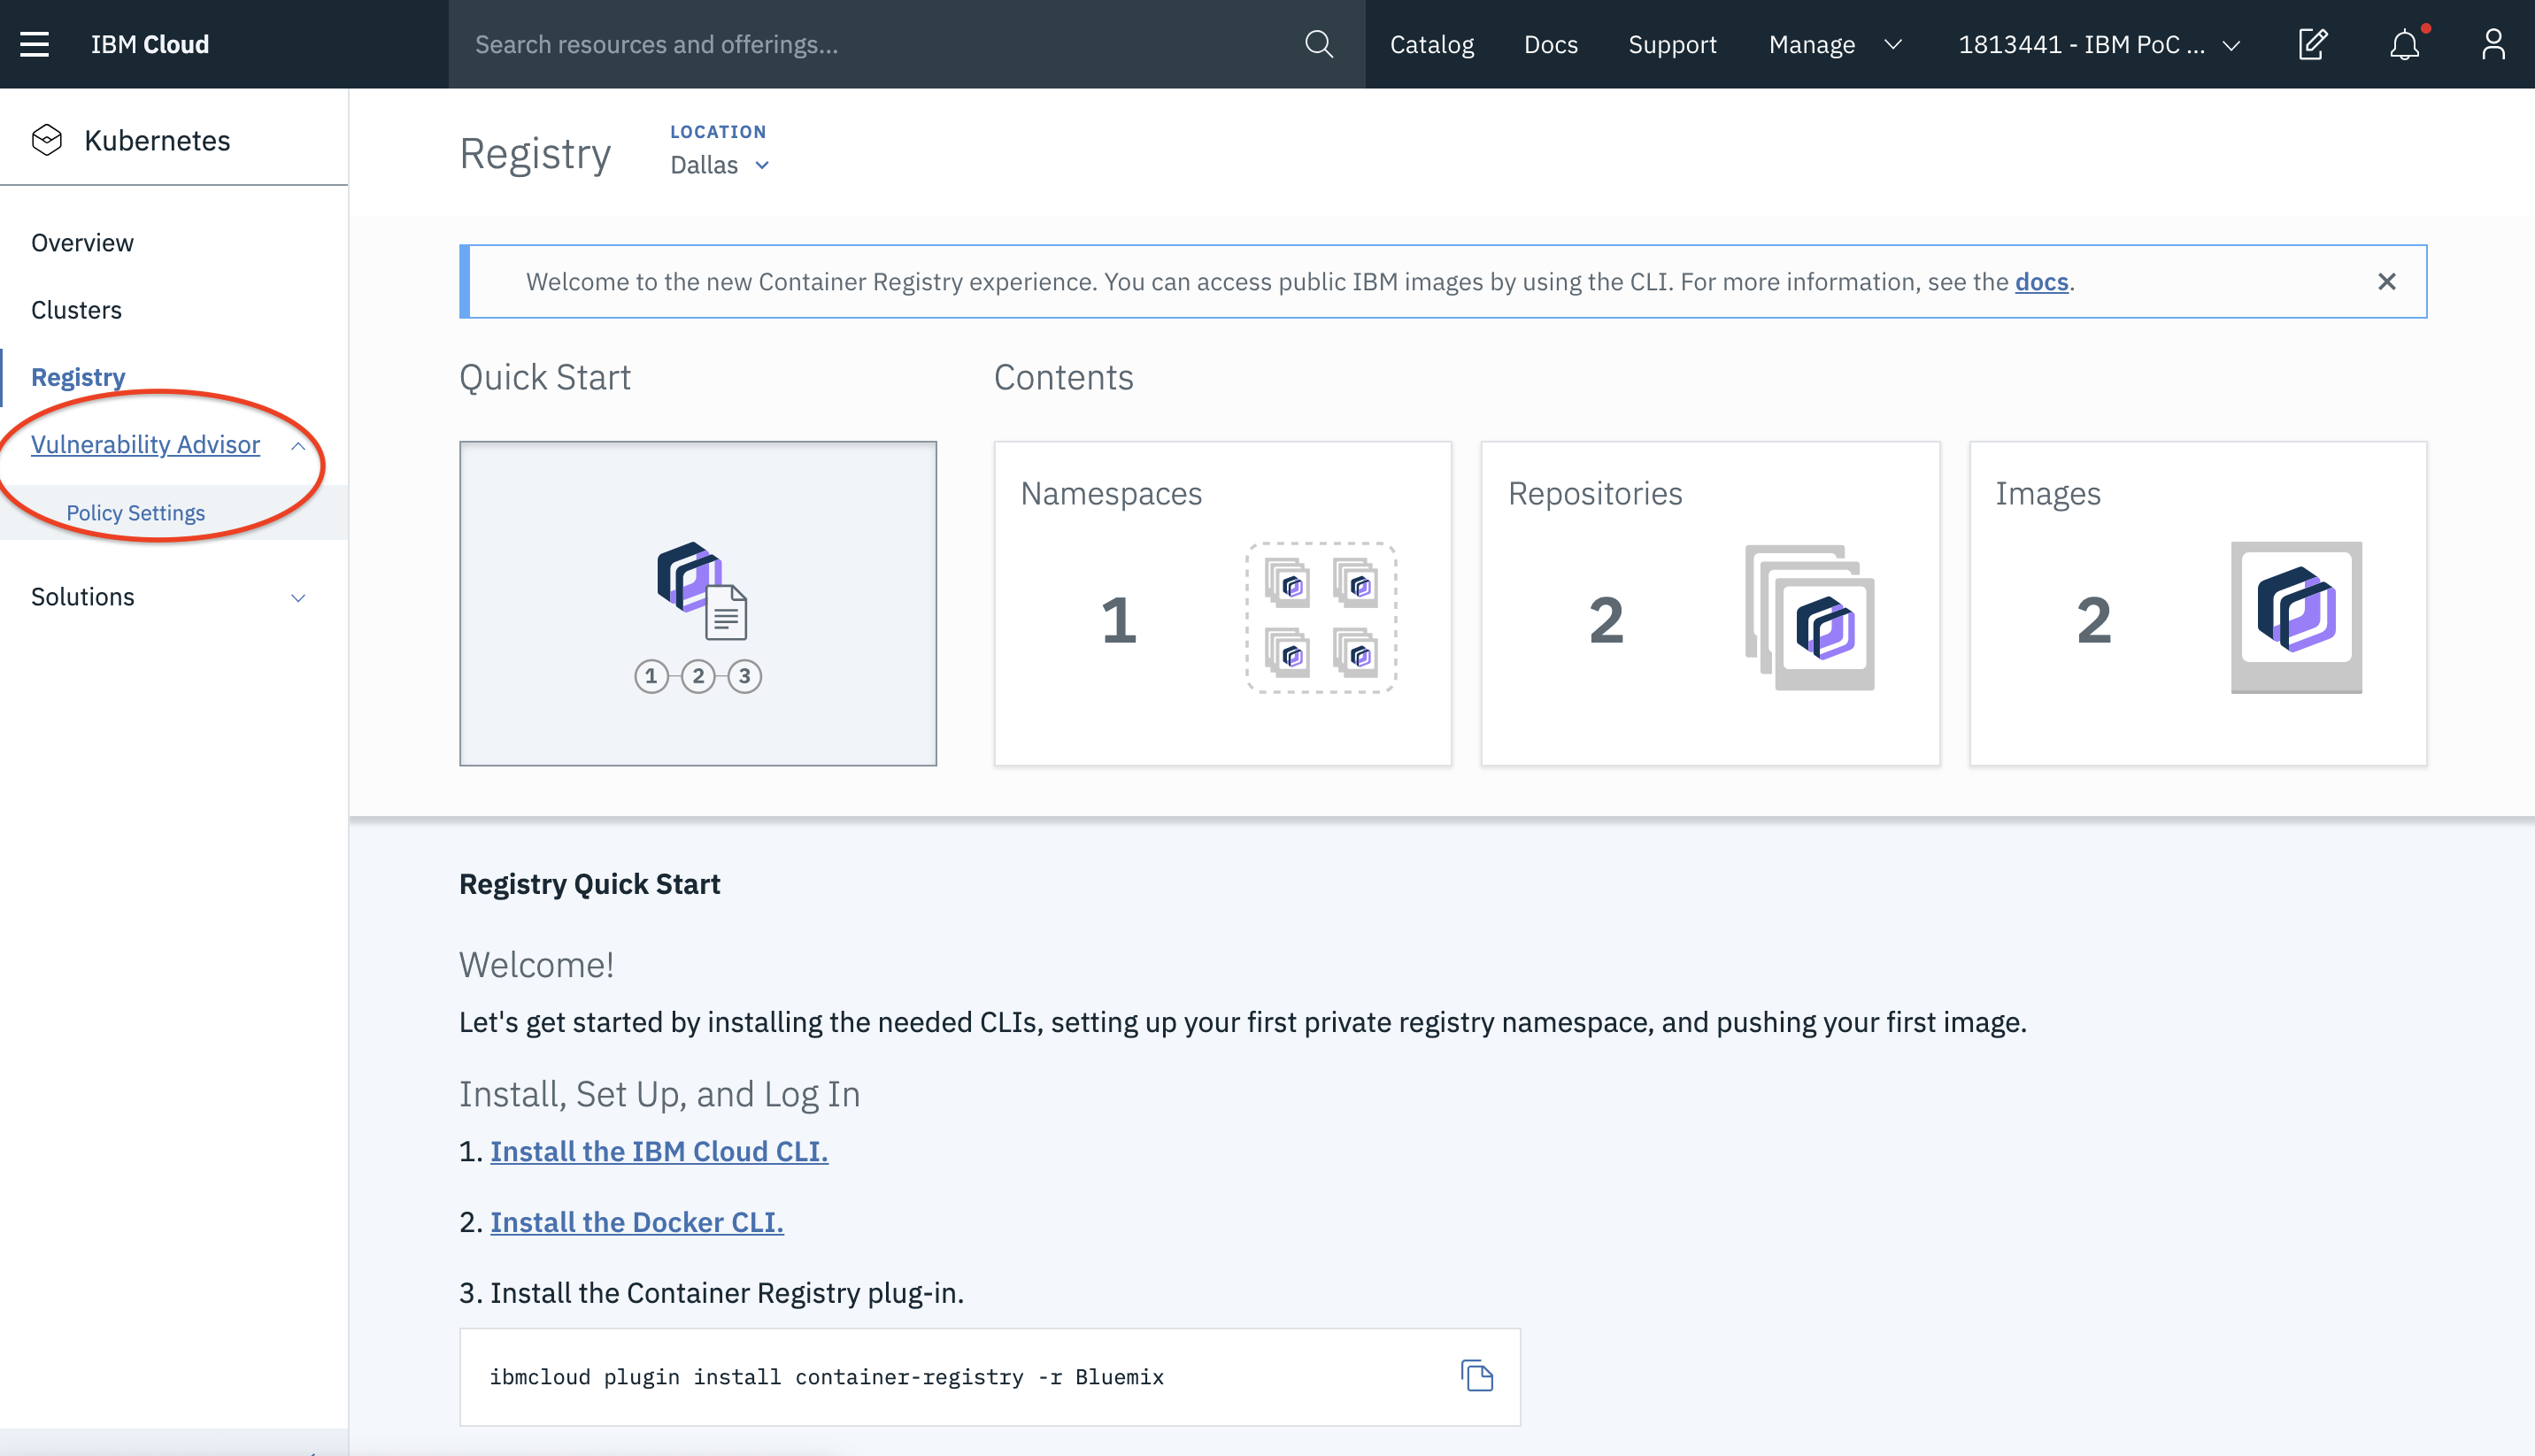 IBM Cloud
Search resources and offerings...
Catalog
Docs
Support
Manage
1813441 - IBM PoC ...
Kubernetes
Overview
Clusters
Registry
Vulnerability Advisor
Policy Settings
Solutions
Registry
LOCATION
Dallas
Welcome to the new Container Registry experience. You can access public IBM images by using the CLI. For more information, see the docs.
Quick Start
1 2 3
Contents
Namespaces
1
Repositories
2
Images
2
Registry Quick Start
Welcome!
Let's get started by installing the needed CLIs, setting up your first private registry namespace, and pushing your first image.
Install, Set Up, and Log In
1. Install the IBM Cloud CLI.
2. Install the Docker CLI.
3. Install the Container Registry plug-in.
ibmcloud plugin install container-registry -r Bluemix